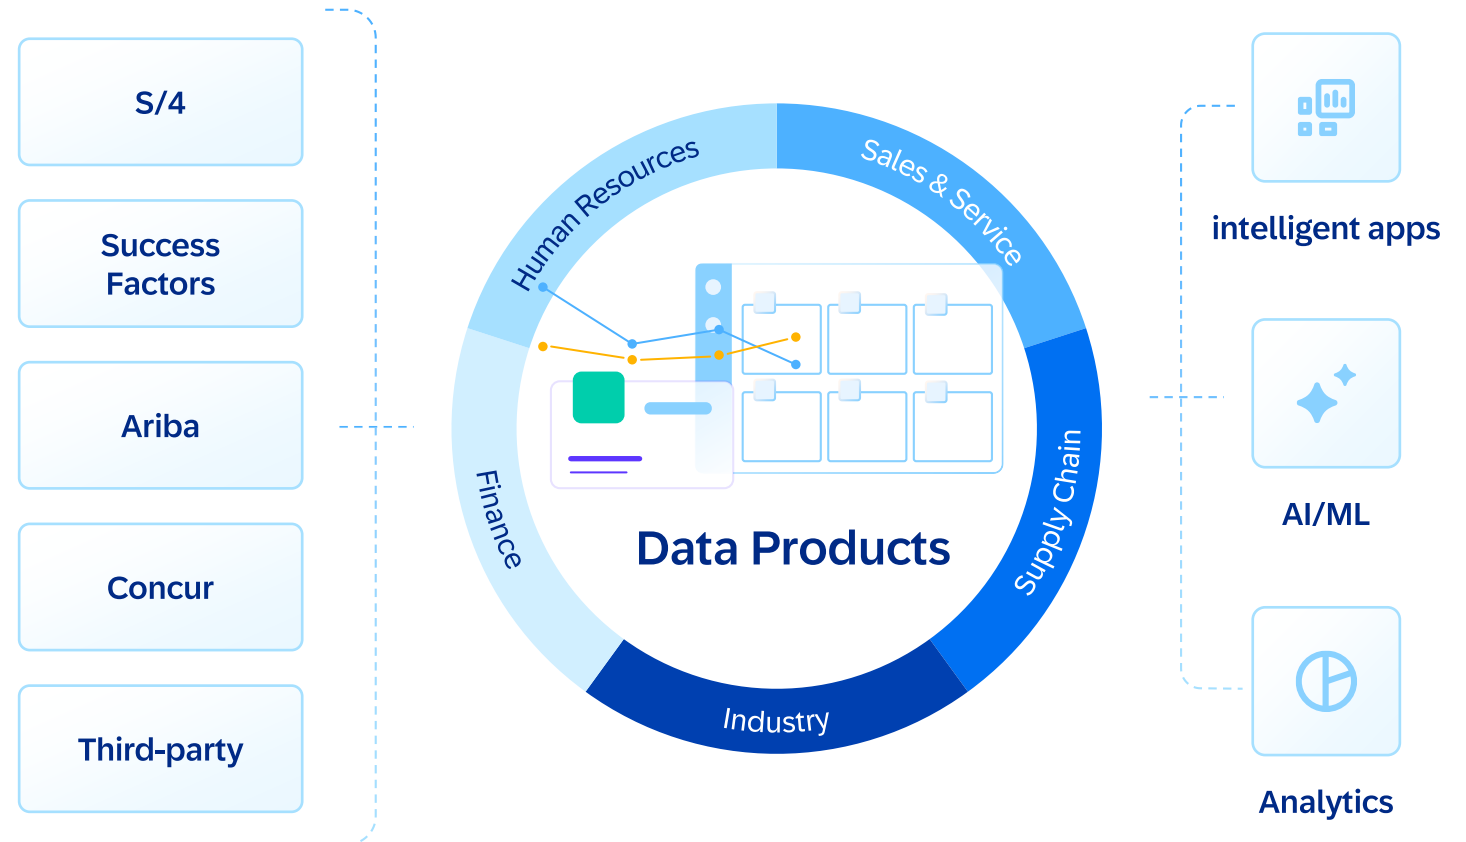 S/4
Success
Factors
Ariba
Concur
Third-party
Human Resources
Sales & Service
Finance
Supply Chain
Industry
Data Products
intelligent apps
AI/ML
Analytics